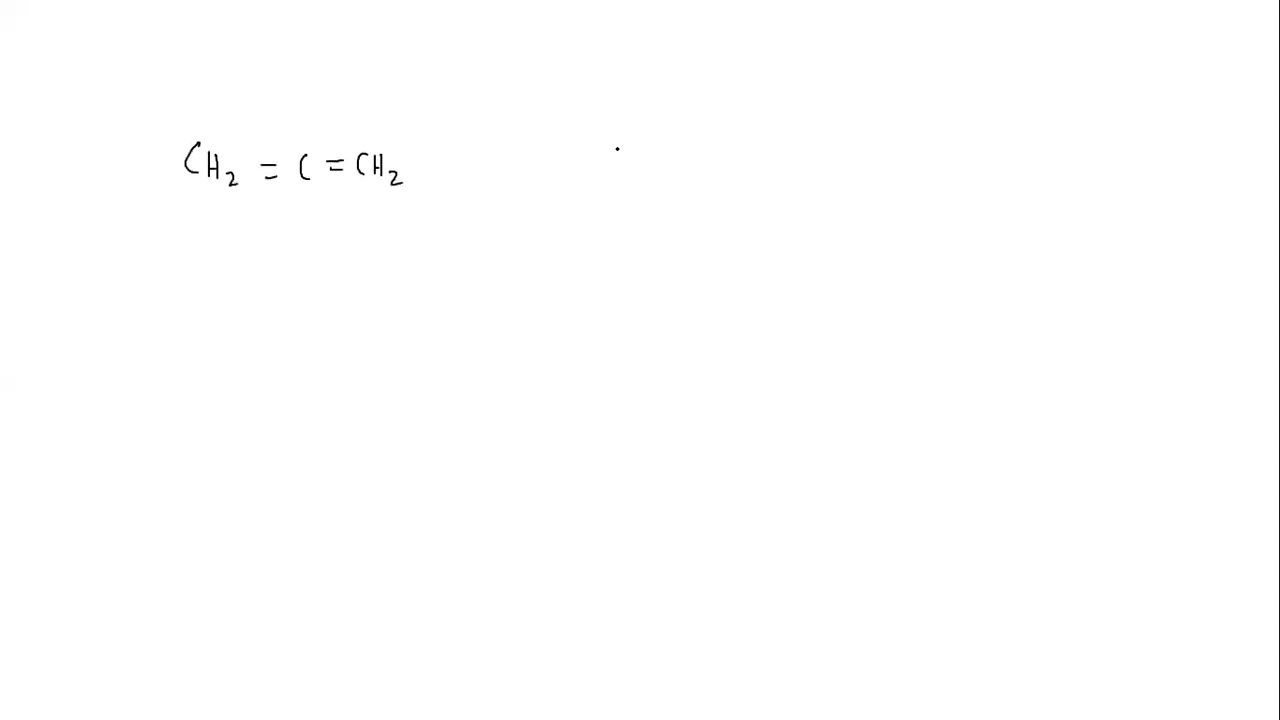 CH₂ = C = CH₂